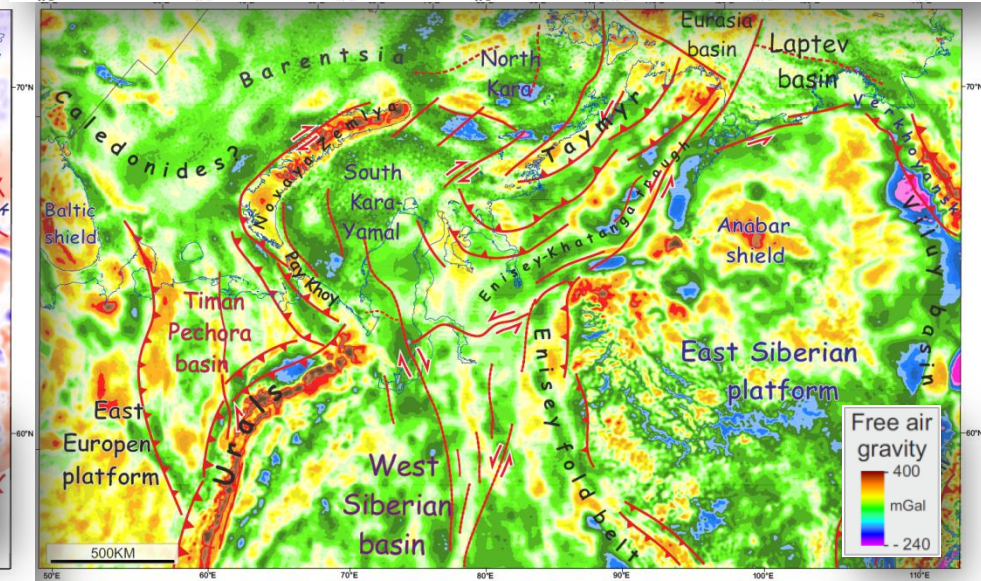 Eurasia
basin
Laptev
basin
Barentsia
North
Kara
70°N
70°N
Caledonides?
Novaya Zemlya
Taymyr
Verkhoyansk
South
Kara-
Yamal
Baltic
shield
Enisey-Khatanga trough
Anabar
shield
Vilyuy basin
Pay Khoy
Timan
Pechora
basin
East Siberian
platform
Enisey fold belt
Urals
East
Europen
platform
60°N
60°N
West
Siberian
basin
Free air
gravity
400
mGal
- 240
500KM
50°E
60°E
70°E
80°E
90°E
100°E
110°E